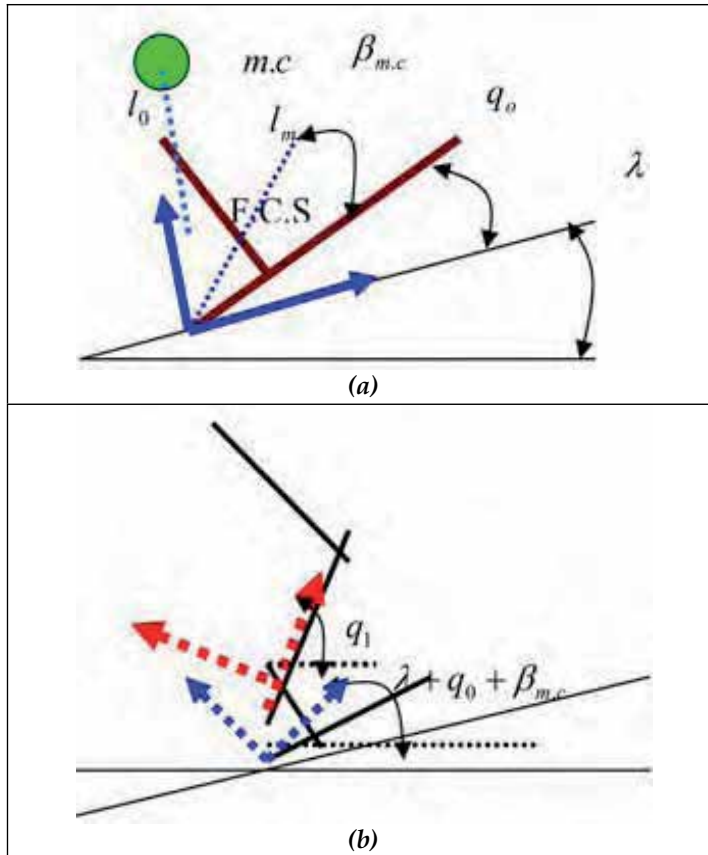 m.c β_{m.c}
l_0 l_m q_o
λ
F.C.S
(a)
q_1
λ + q_0 + β_{m.c}
(b)